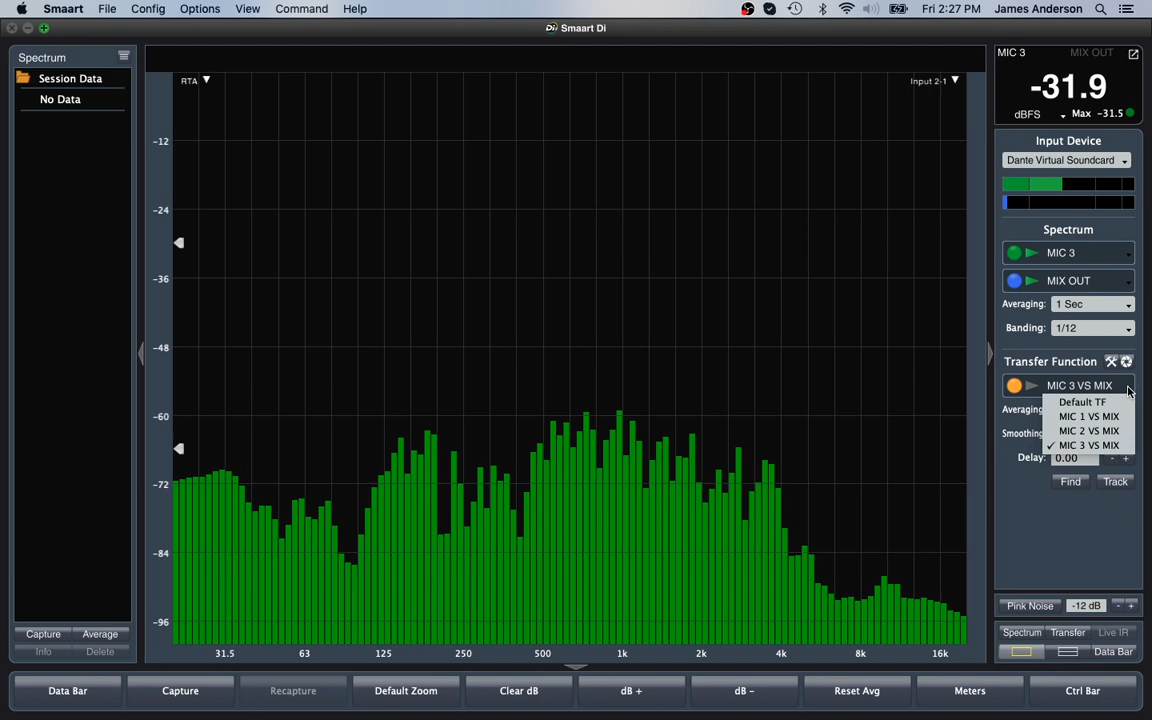 Smaart File Config Options View Command Help Fri 2:27 PM James Anderson
Di Smaart Di
Spectrum
Session Data
No Data
Capture Average
Info Delete
RTA Input 2-1
-12
-24
-36
-48
-60
-72
-84
-96
31.5 63 125 250 500 1k 2k 4k 8k 16k
MIC 3 MIX OUT
-31.9
dBFS Max -31.5
Input Device
Dante Virtual Soundcard
Spectrum
MIC 3
MIX OUT
Averaging: 1 Sec
Banding: 1/12
Transfer Function
MIC 3 VS MIX
Default TF
MIC 1 VS MIX
MIC 2 VS MIX
✓ MIC 3 VS MIX
Averaging
Smoothing
Delay: 0.00 - +
Find Track
Pink Noise -12 dB - +
Spectrum Transfer Live IR
Data Bar
Data Bar Capture Recapture Default Zoom Clear dB dB + dB - Reset Avg Meters Ctrl Bar